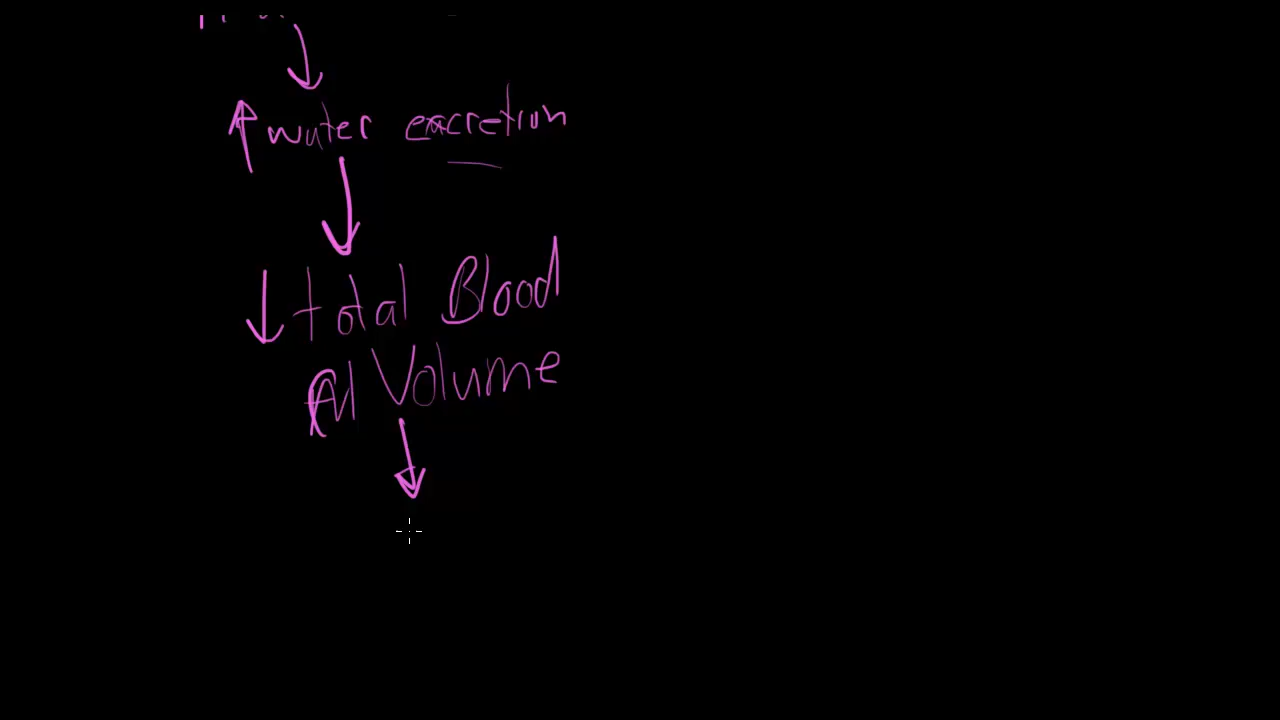 ↑ water excretion
↓ total Blood
Volume